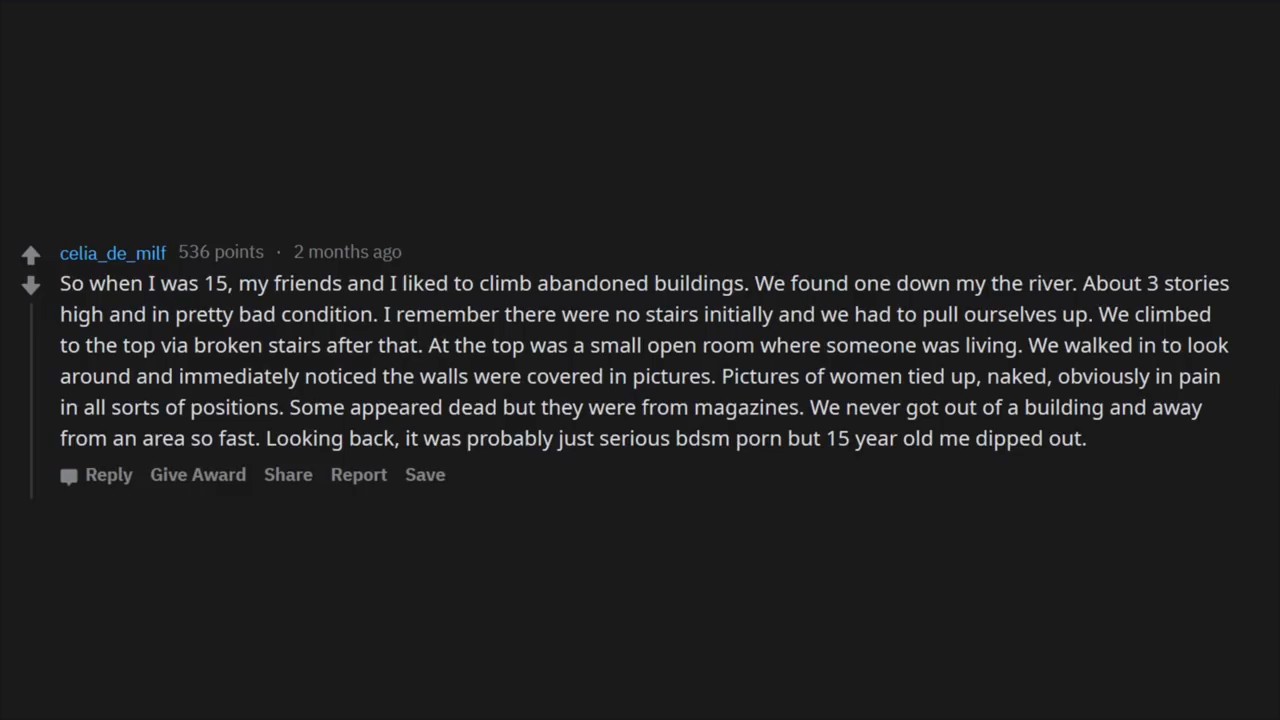 celia_de_milf 536 points · 2 months ago
So when I was 15, my friends and I liked to climb abandoned buildings. We found one down my the river. About 3 stories
high and in pretty bad condition. I remember there were no stairs initially and we had to pull ourselves up. We climbed
to the top via broken stairs after that. At the top was a small open room where someone was living. We walked in to look
around and immediately noticed the walls were covered in pictures. Pictures of women tied up, naked, obviously in pain
in all sorts of positions. Some appeared dead but they were from magazines. We never got out of a building and away
from an area so fast. Looking back, it was probably just serious bdsm porn but 15 year old me dipped out.
Reply Give Award Share Report Save